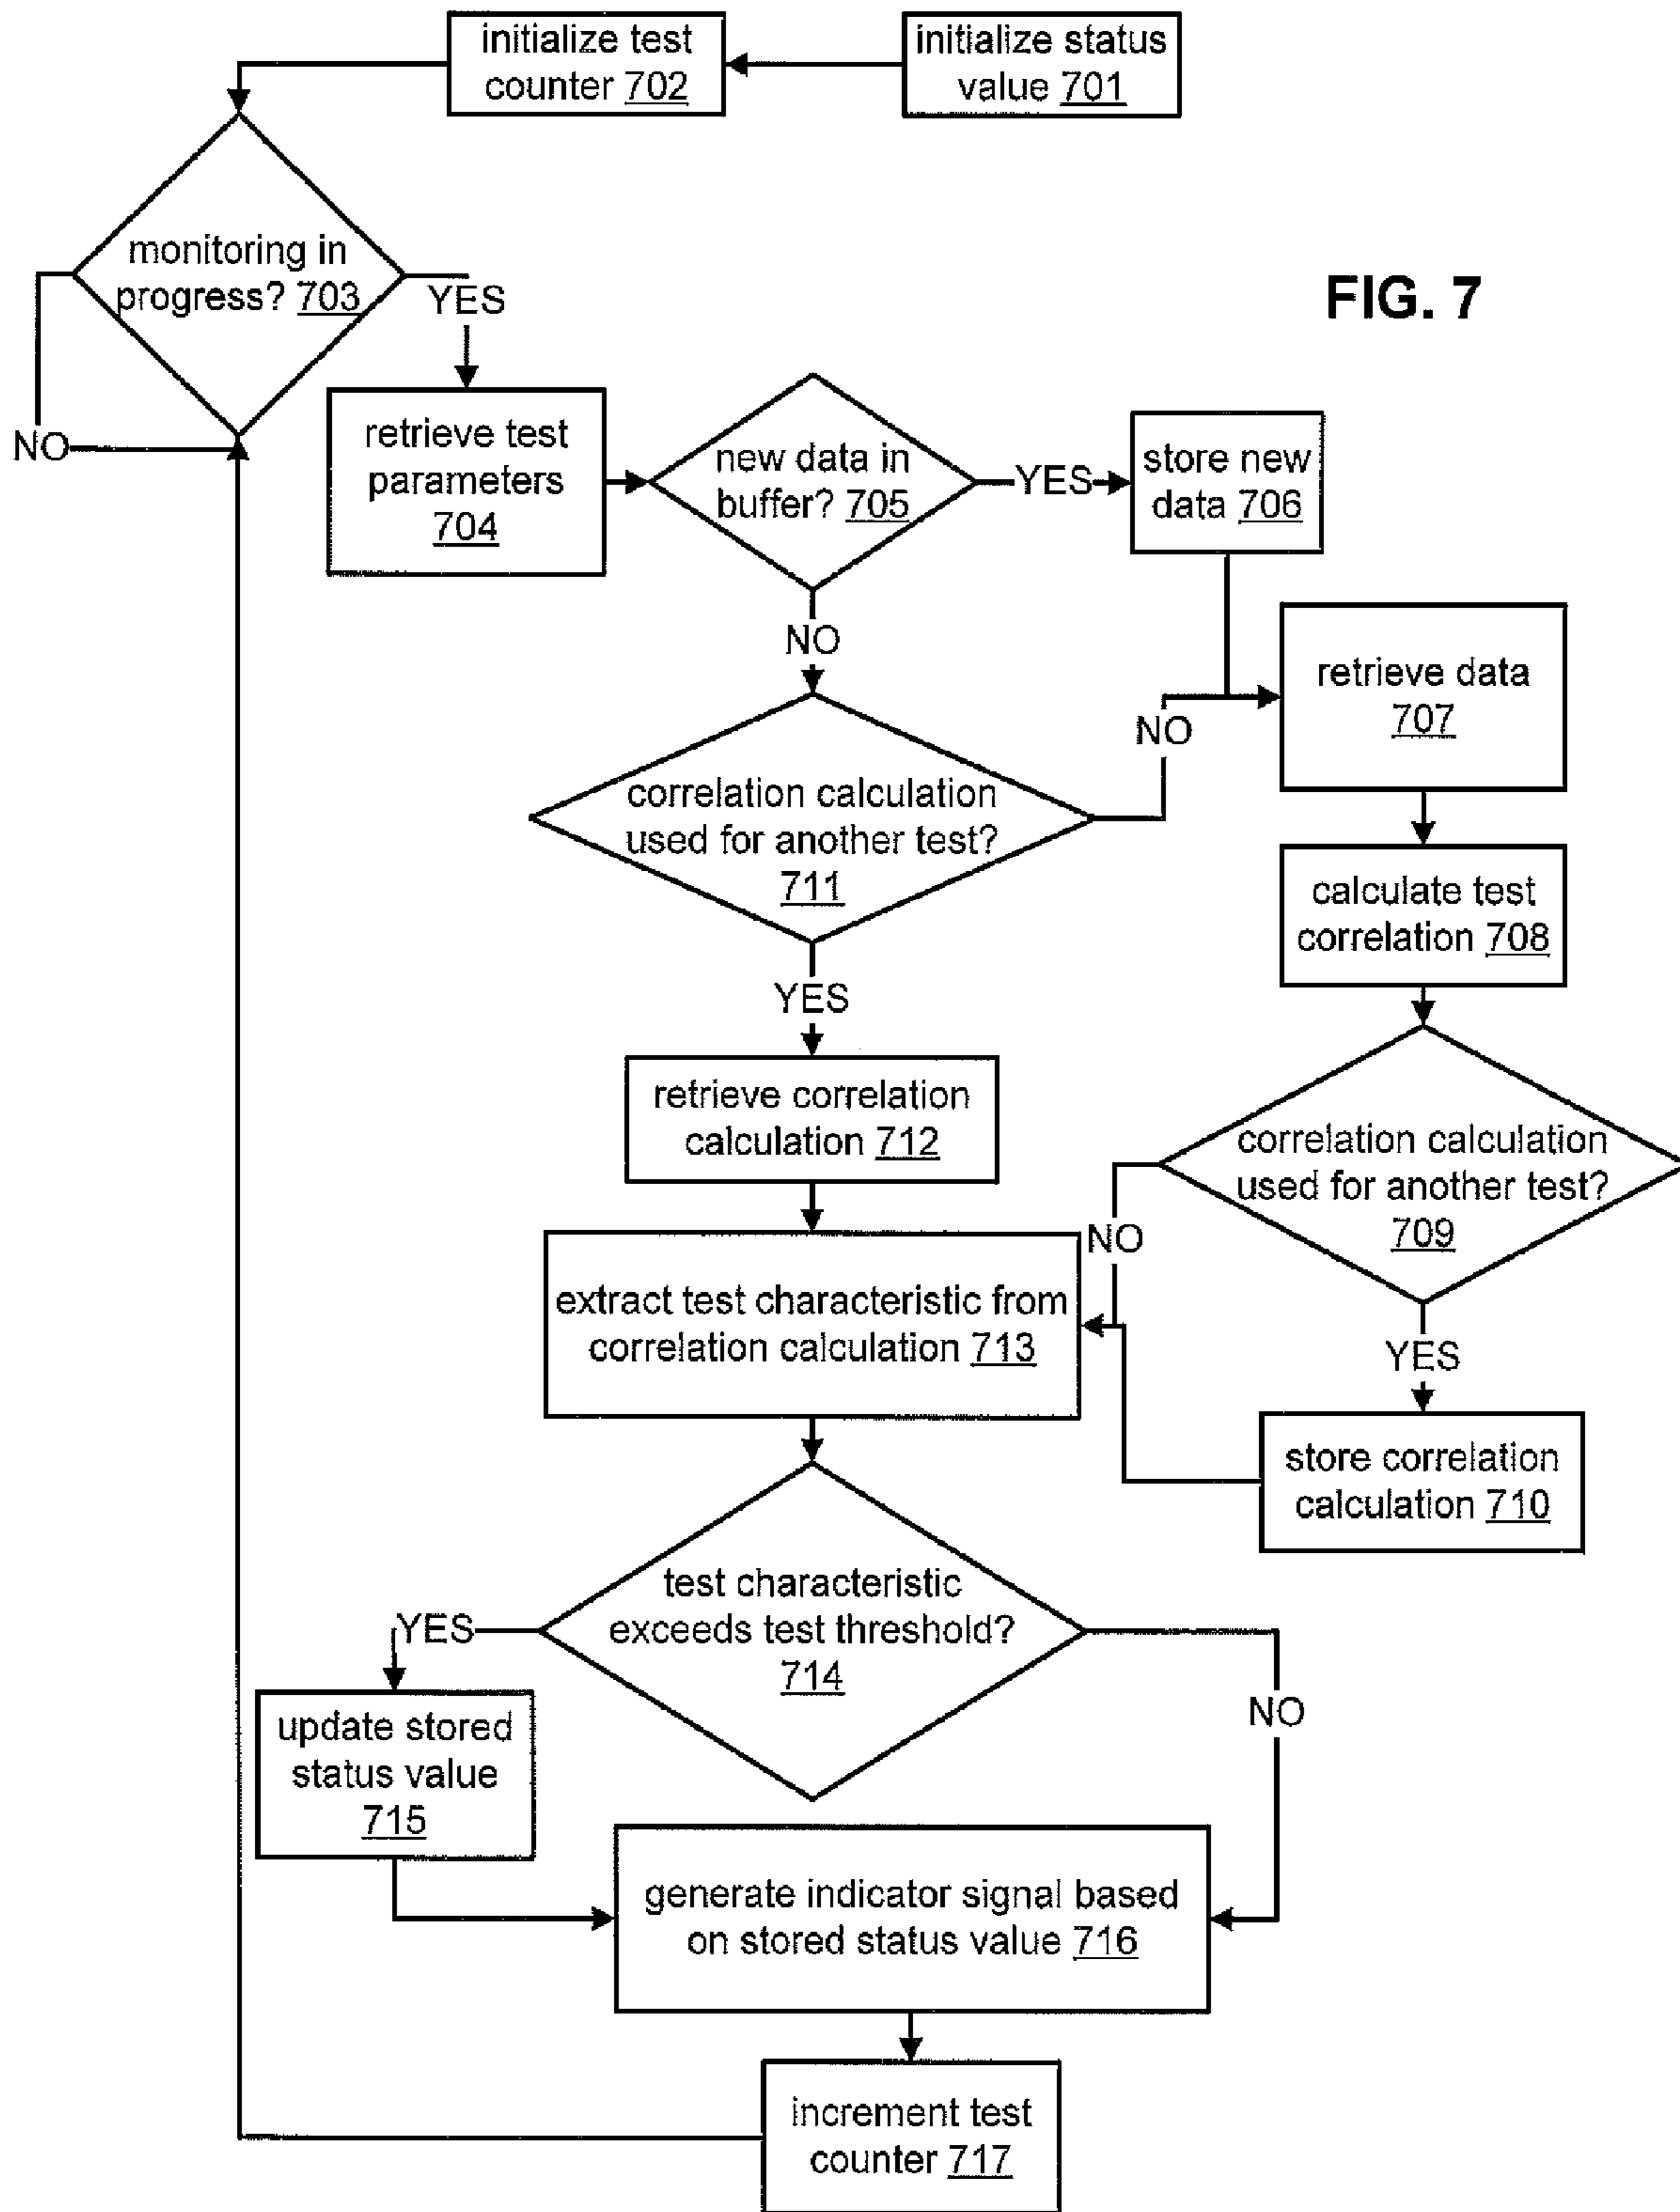 initialize test
counter 702
initialize status
value 701
monitoring in
progress? 703
YES
NO
FIG. 7
retrieve test
parameters
704
new data in
buffer? 705
YES
store new
data 706
NO
retrieve data
707
NO
correlation calculation
used for another test?
711
calculate test
correlation 708
YES
retrieve correlation
calculation 712
correlation calculation
used for another test?
709
NO
extract test characteristic from
correlation calculation 713
YES
store correlation
calculation 710
test characteristic
exceeds test threshold?
714
YES
NO
update stored
status value
715
generate indicator signal based
on stored status value 716
increment test
counter 717